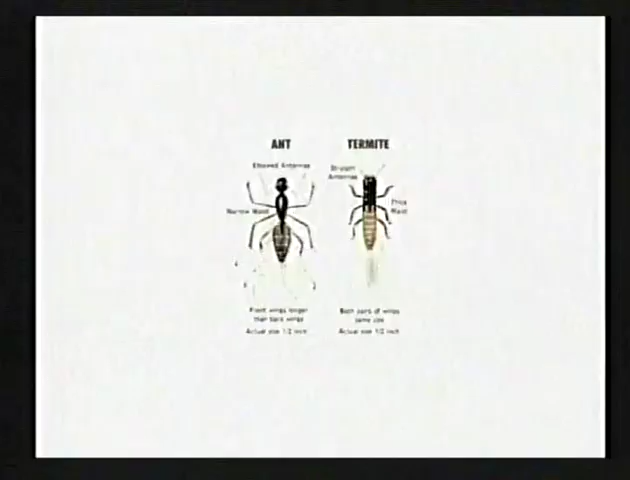 ANT
TERMITE
Elbowed Antennae
Straight
Antennae
Narrow Waist
Thick
Waist
Front wings longer
than back wings
Both pairs of wings
same size
Actual size 1/2 inch
Actual size 1/2 inch